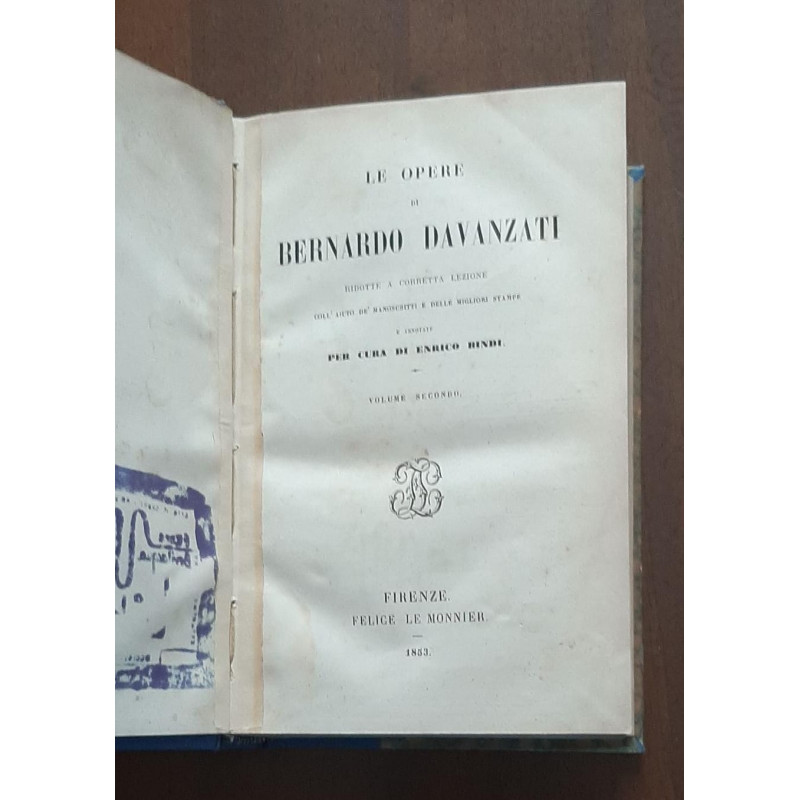 LE OPERE
DI
BERNARDO DAVANZATI
RIDOTTE A CORRETTA LEZIONE
COLL' AIUTO DE' MANOSCRITTI E DELLE MIGLIORI STAMPE
E ANNOTATE
PER CURA DI ENRICO BINDI.
VOLUME SECONDO.
FIRENZE.
FELICE LE MONNIER.
1853.